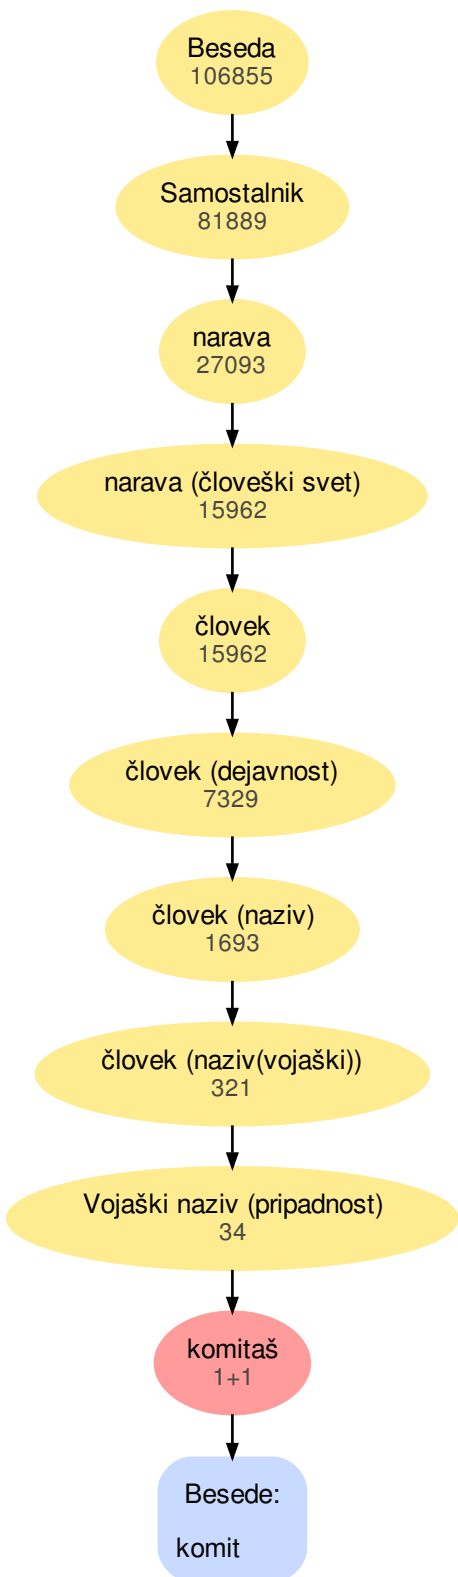 Beseda
106855
Samostalnik
81889
narava
27093
narava (človeški svet)
15962
človek
15962
človek (dejavnost)
7329
človek (naziv)
1693
človek (naziv(vojaški))
321
Vojaški naziv (pripadnost)
34
komitaš
1+1
Besede:
komit